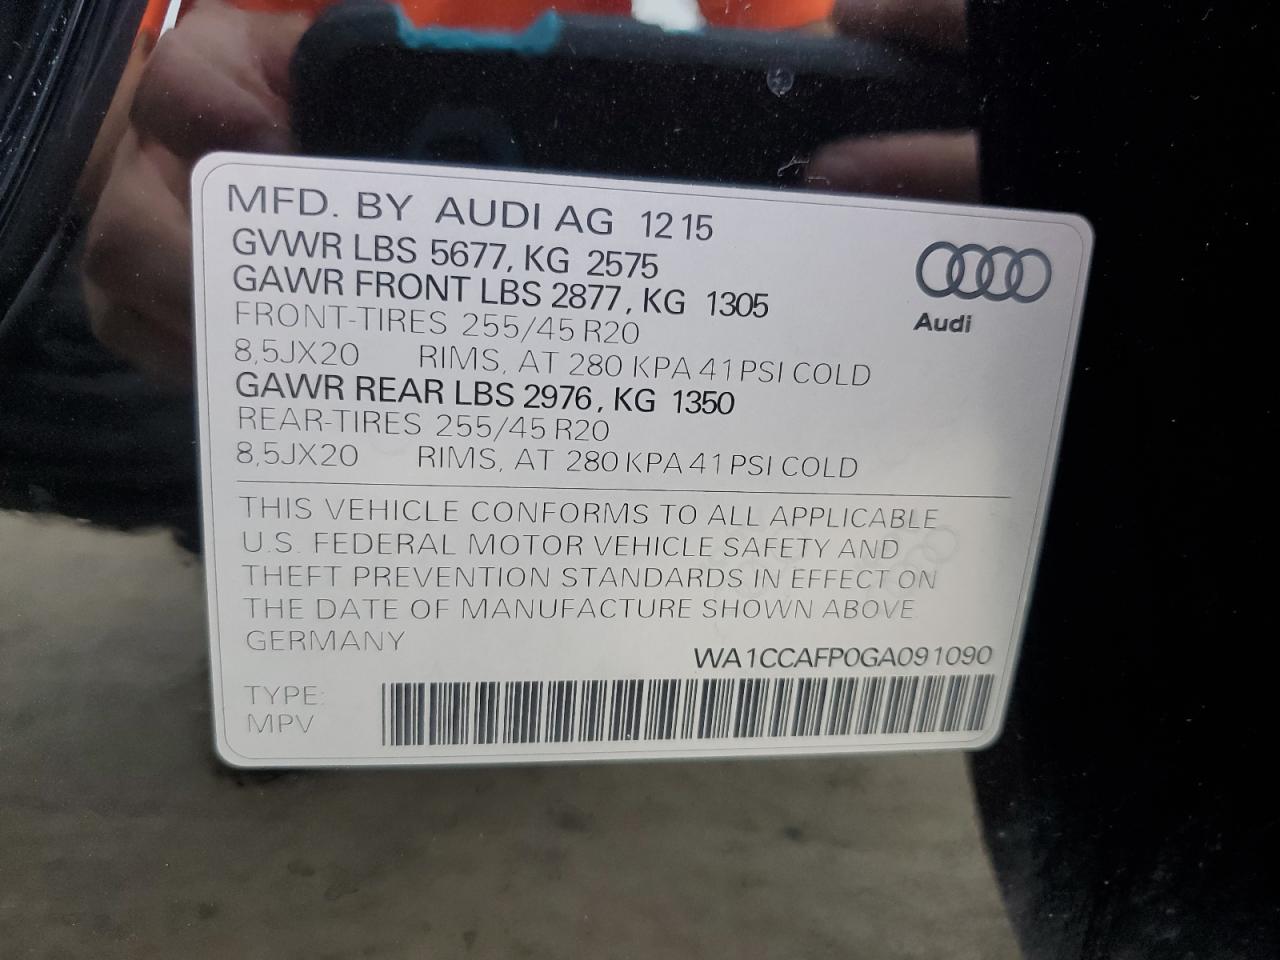 MFD. BY AUDI AG 12 15
GVWR LBS 5677, KG 2575
GAWR FRONT LBS 2877, KG 1305
FRONT-TIRES 255/45 R20
8,5JX20 RIMS, AT 280 KPA 41 PSI COLD
GAWR REAR LBS 2976, KG 1350
REAR-TIRES 255/45 R20
8,5JX20 RIMS, AT 280 KPA 41 PSI COLD
Audi
THIS VEHICLE CONFORMS TO ALL APPLICABLE
U.S. FEDERAL MOTOR VEHICLE SAFETY AND
THEFT PREVENTION STANDARDS IN EFFECT ON
THE DATE OF MANUFACTURE SHOWN ABOVE
GERMANY
WA1CCAFP0GA091090
TYPE:
MPV